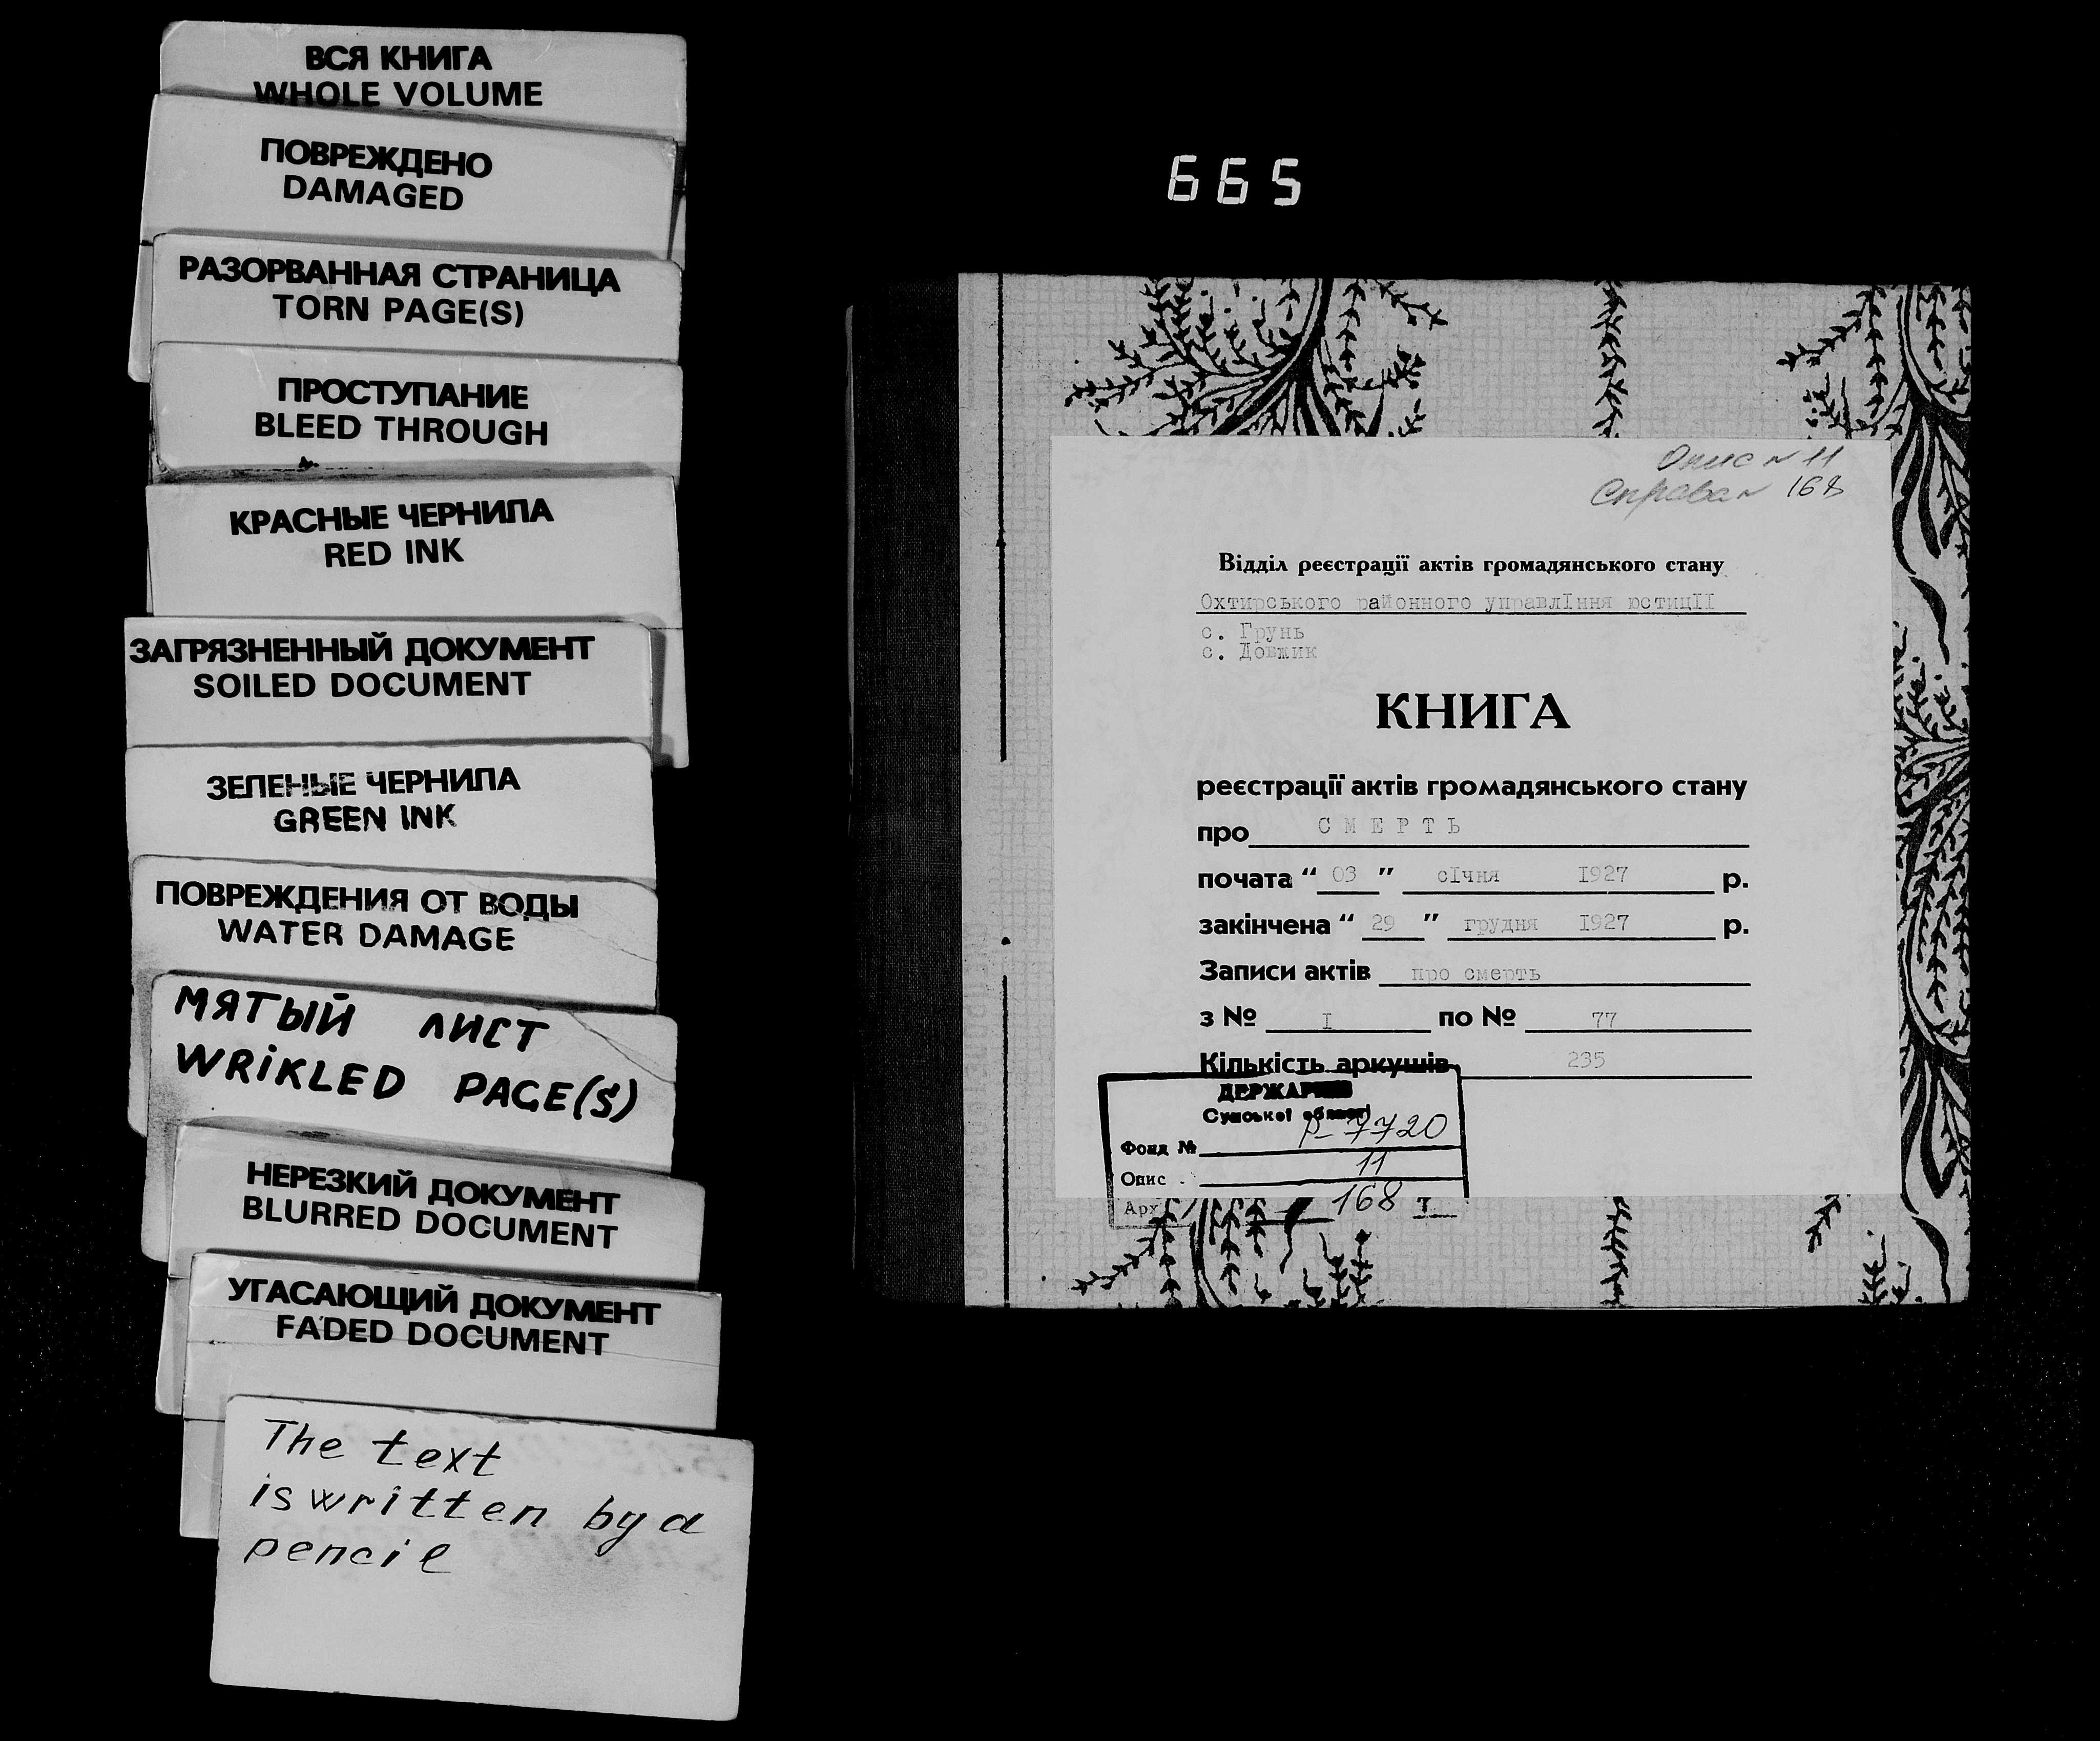 ВСЯ КНИГА
WHOLE VOLUME
ПОВРЕЖДЕНО
DAMAGED
РАЗОРВАННАЯ СТРАНИЦА
TORN PAGE(S)
ПРОСТУПАНИЕ
BLEED THROUGH
КРАСНЫЕ ЧЕРНИЛА
RED INK
ЗАГРЯЗНЕННЫЙ ДОКУМЕНТ
SOILED DOCUMENT
ЗЕЛЕНЫЕ ЧЕРНИЛА
GREEN INK
ПОВРЕЖДЕНИЯ ОТ ВОДЫ
WATER DAMAGE
МЯТЫЙ ЛИСТ
WRIKLED PAGE(S)
НЕРЕЗКИЙ ДОКУМЕНТ
BLURRED DOCUMENT
УГАСАЮЩИЙ ДОКУМЕНТ
FADED DOCUMENT
The text
is written by a
pencil
665
Опис № 11
Справа № 168
Відділ реєстрації актів громадянського стану
Охтирського районного управлІння юстицІІ
с. Грунь
с. Довжик
КНИГА
реєстрації актів громадянського стану
про СМЕРТЬ
почата “ 03 ” сІчня I927 р.
закінчена “ 29 ” грудня I927 р.
Записи актів про смерть
з № I по № 77
Кількість аркушів 235
Сумської області
Фонд № Р-7720
Опис 11
Арх 168